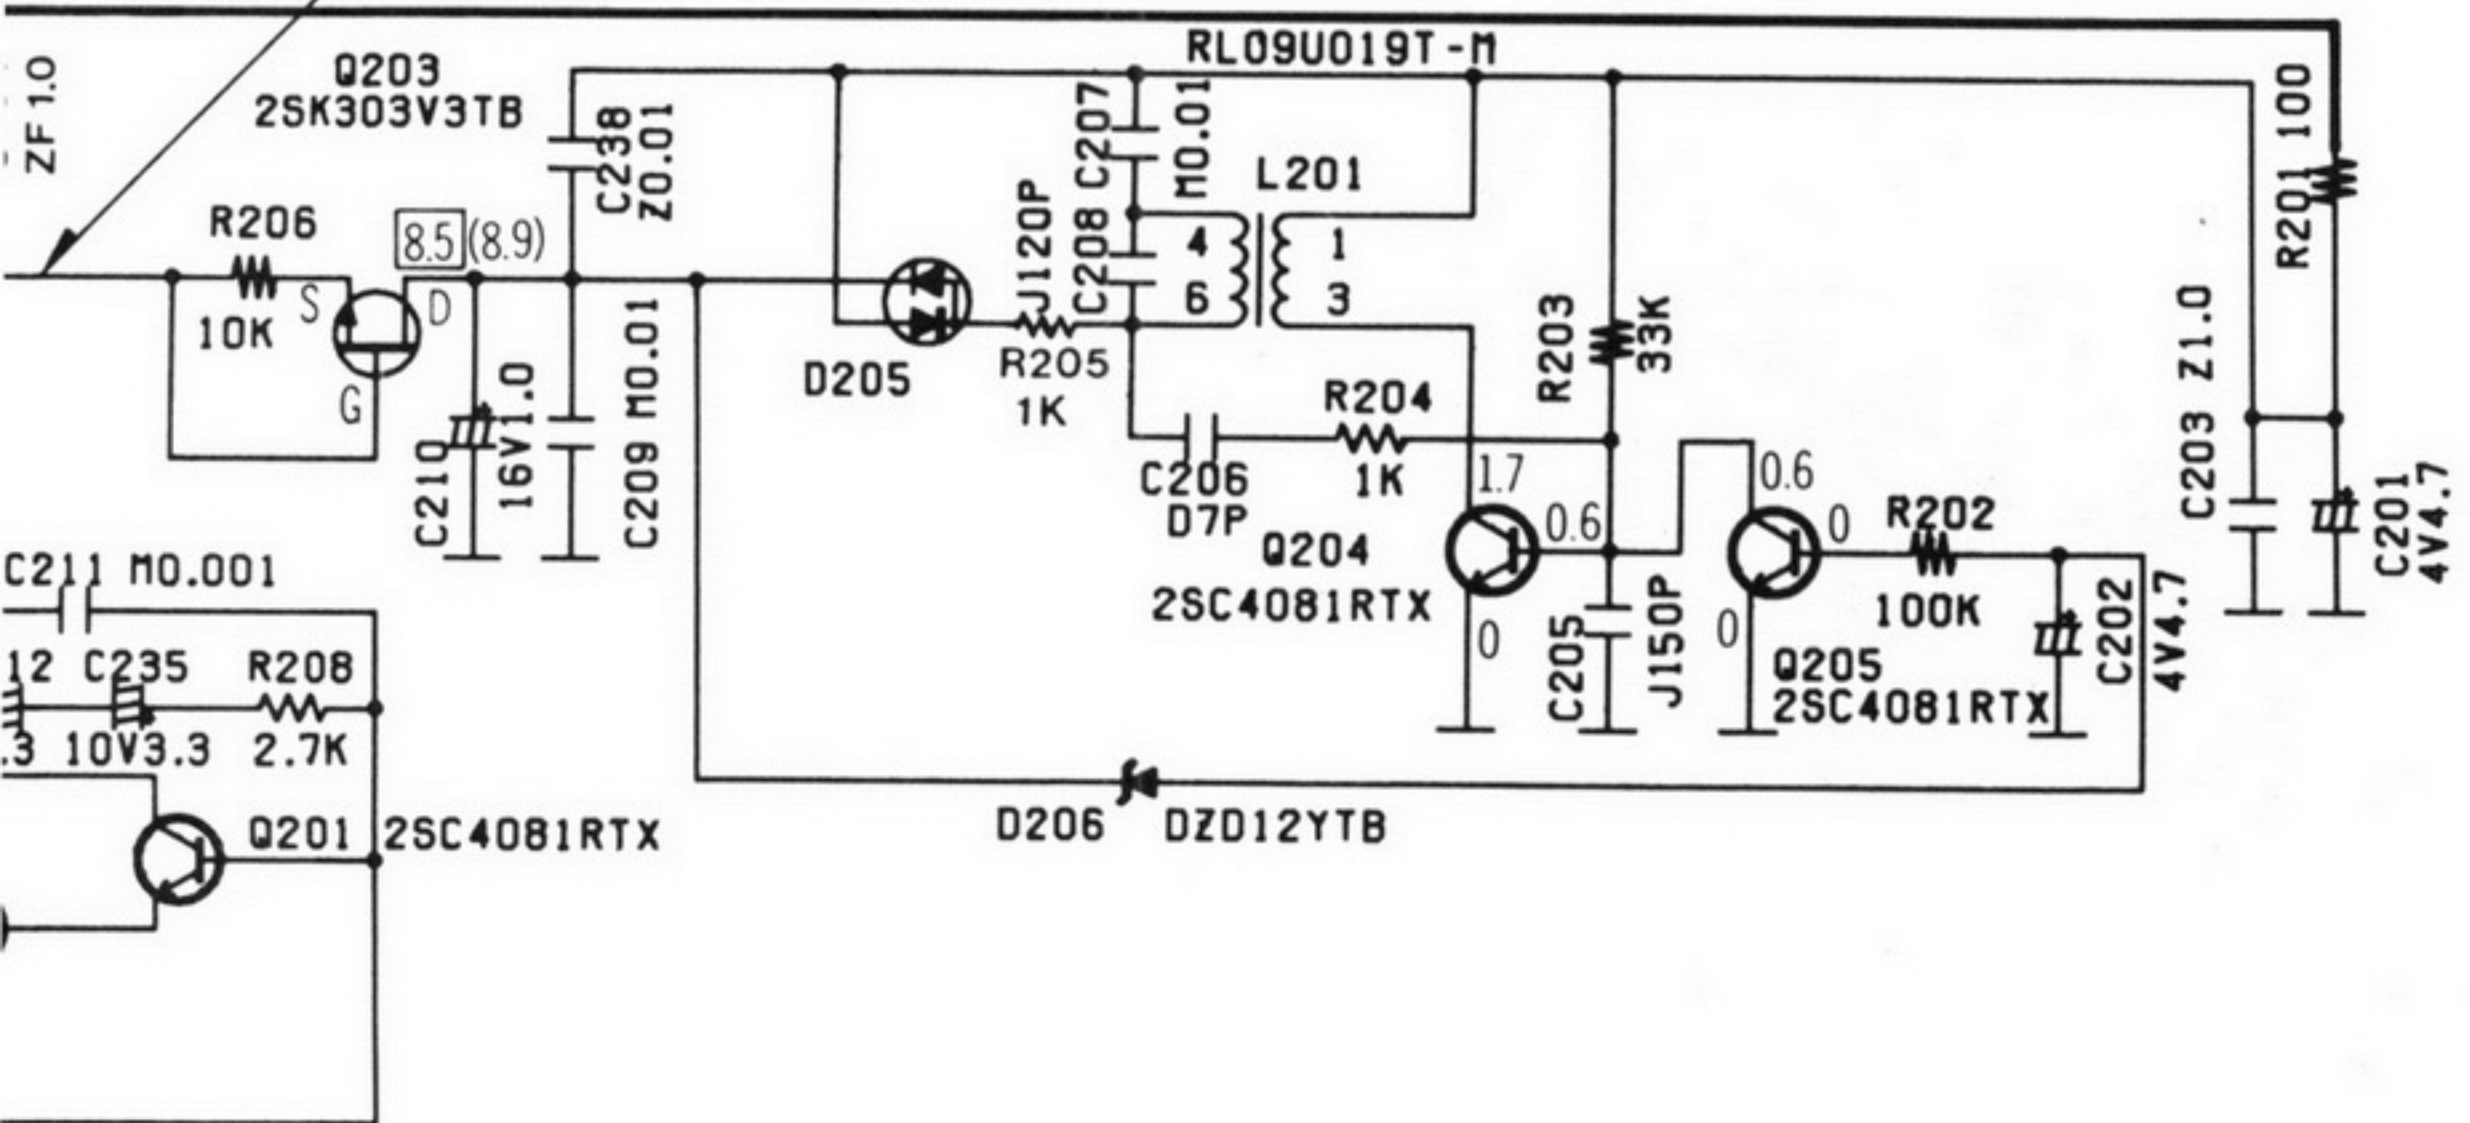 RL09U019T-M
ZF 1.0
Q203
2SK303V3TB
C238
Z0.01
C207
M0.01
R201 100
L201
R206
8.5 (8.9)
J120P
C208
4
1
6
3
10K
S
D
G
D205
R205
1K
R203
33K
C203 Z1.0
C210
16V1.0
C209 M0.01
R204
1K
C206
D7P
1.7
0.6
0.6
0
R202
100K
C201
4V4.7
Q204
2SC4081RTX
0
C205
J150P
0
Q205
2SC4081RTX
C202
4V4.7
C211 M0.001
12 C235 R208
.3 10V3.3 2.7K
D206 DZD12YTB
Q201 2SC4081RTX